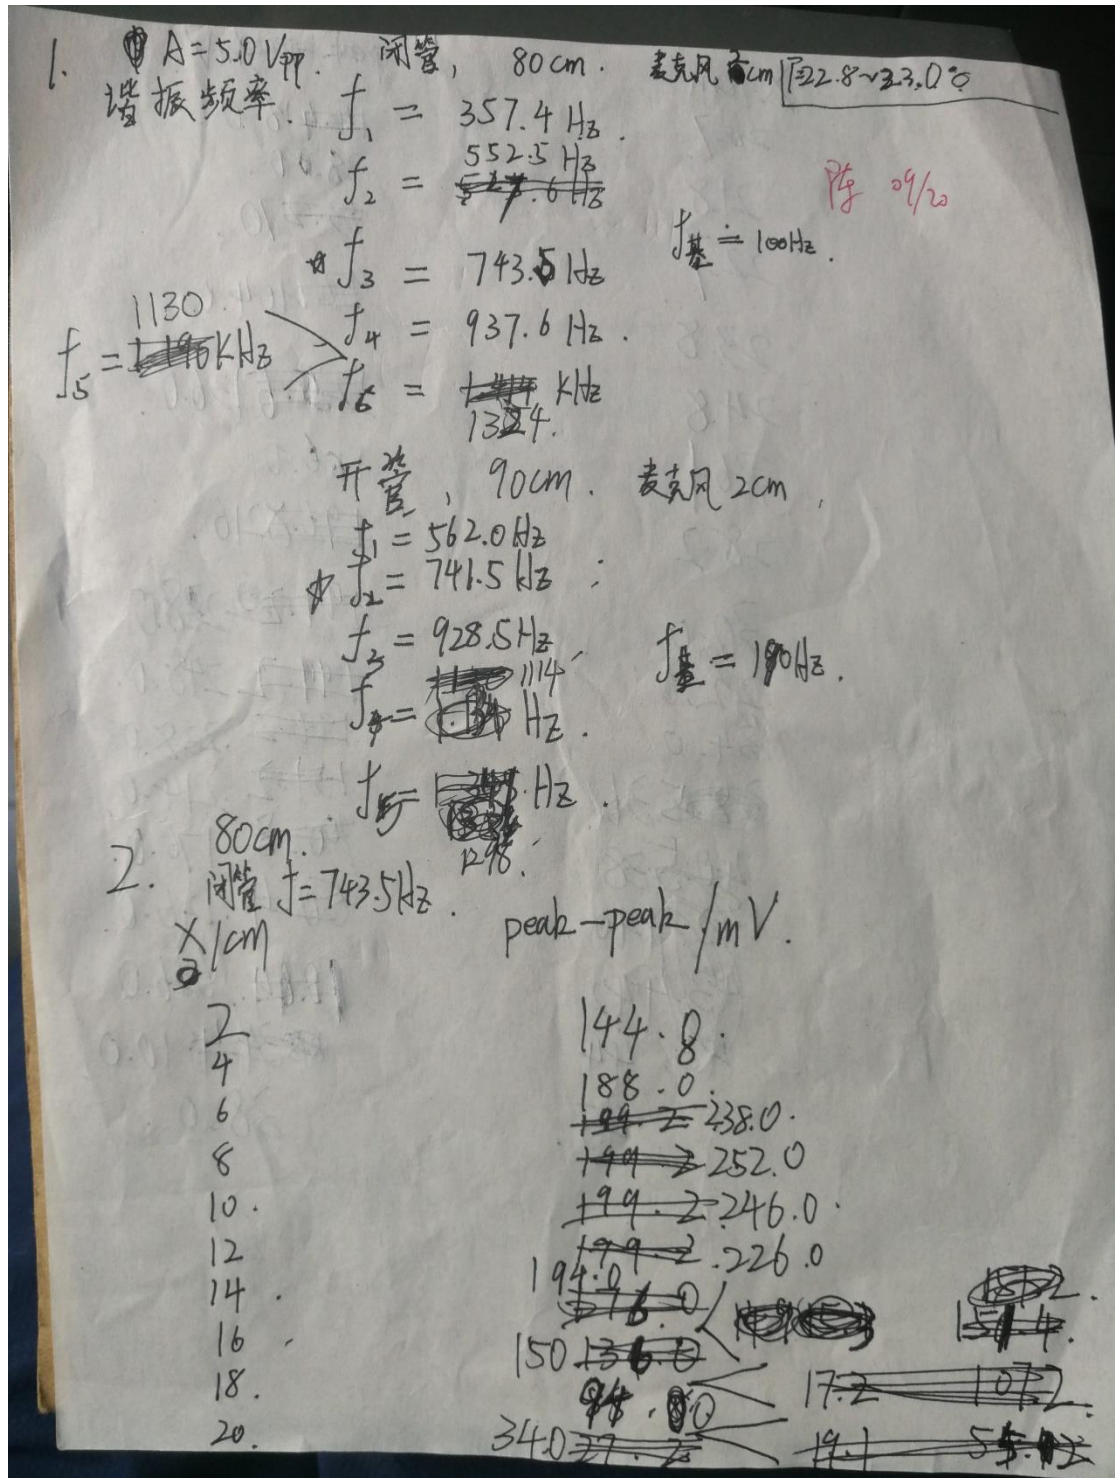 1. A=5.0Vpp. 闭管, 80cm. 麦克风 cm 22.8~23.0℃
谐振频率. f1 = 357.4 Hz.
552.5 Hz
f2 =
陈 09/20
f基 ≐ 100Hz.
f3 = 743.5 Hz
1130
f4 = 937.6 Hz.
f5 = KHz
f6 = KHz
1324.
开管, 90cm. 麦克风 2cm,
f1 = 562.0Hz
f2 = 741.5 Hz
f3 = 928.5Hz
f基 = 180Hz.
1114
f4 = Hz.
f5 = Hz.
1298.
80cm.
2. 闭管 f=743.5Hz.
X/cm peak-peak/mV.
2 144.8.
4 188.0.
6 238.0.
8 252.0
10. 246.0.
12 226.0
14. 194.0
16 150
18.
20. 34.0